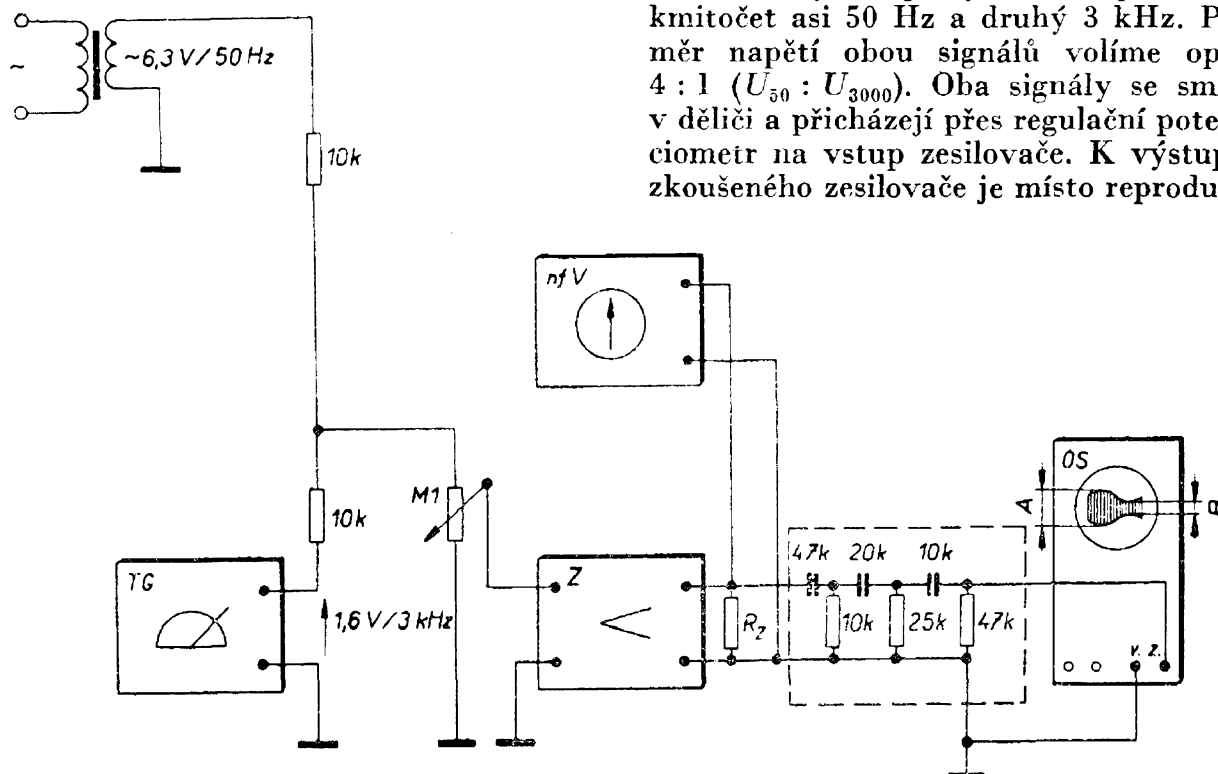 kmitočet asi 50 Hz a druhý 3 kHz. P
měr napětí obou signálů volíme op
4 : 1 (U50 : U3000). Oba signály se sm
v děliči a přicházejí přes regulační pote
ciometr na vstup zesilovače. K výstup
zkoušeného zesilovače je místo reprodu
~6,3 V / 50 Hz
~
10k
nf V
OS
A
B
M1
10k
TG
1,6 V / 3 kHz
Z
<
RZ
47k 20k 10k
10k 25k 47k
v. z.